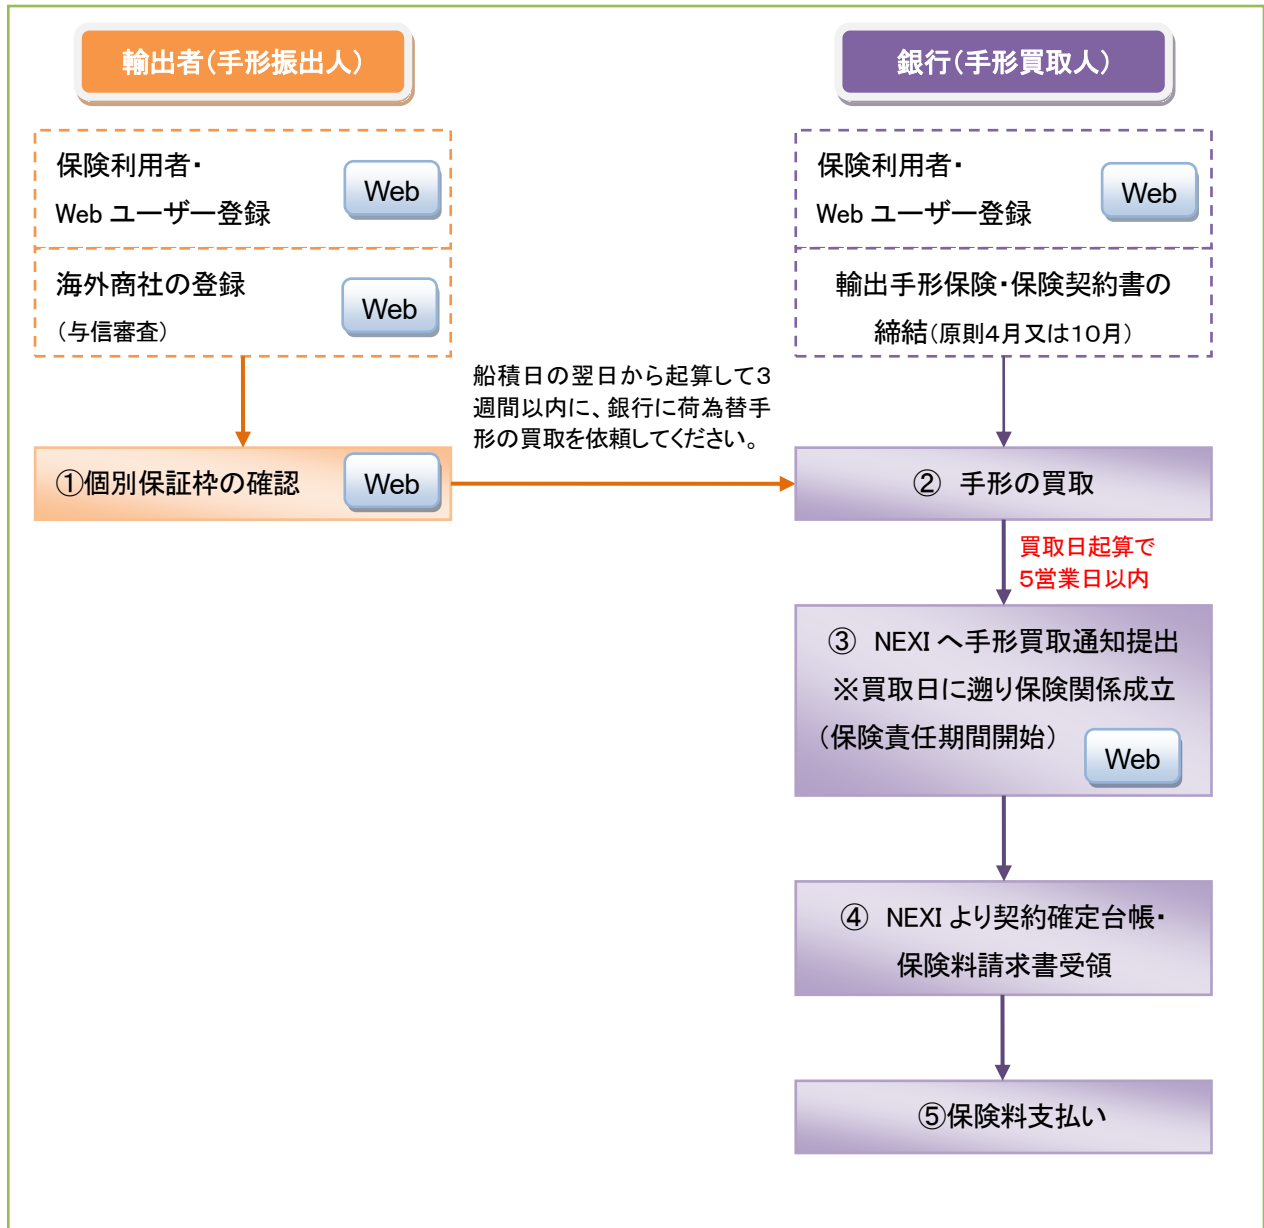 輸出者(手形振出人)
銀行(手形買取人)
保険利用者・
Web ユーザー登録
Web
海外商社の登録
(与信審査)
Web
保険利用者・
Web ユーザー登録
Web
輸出手形保険・保険契約書の
締結(原則4月又は10月)
船積日の翌日から起算して3
週間以内に、銀行に荷為替手
形の買取を依頼してください。
①個別保証枠の確認
Web
② 手形の買取
買取日起算で
5営業日以内
③ NEXI へ手形買取通知提出
※買取日に遡り保険関係成立
(保険責任期間開始)
Web
④ NEXI より契約確定台帳・
保険料請求書受領
⑤保険料支払い